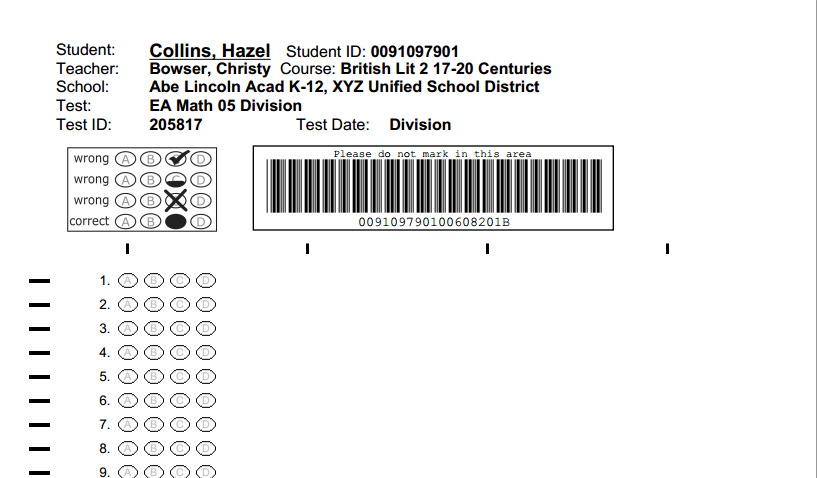 Student: Collins, Hazel Student ID: 0091097901
Teacher: Bowser, Christy Course: British Lit 2 17-20 Centuries
School: Abe Lincoln Acad K-12, XYZ Unified School District
Test: EA Math 05 Division
Test ID: 205817 Test Date: Division
wrong A B D
wrong A B C D
wrong A B D
correct A B D
Please do not mark in this area
009109790100608201B
1. A B C D
2. A B C D
3. A B C D
4. A B C D
5. A B C D
6. A B C D
7. A B C D
8. A B C D
9. A B C D